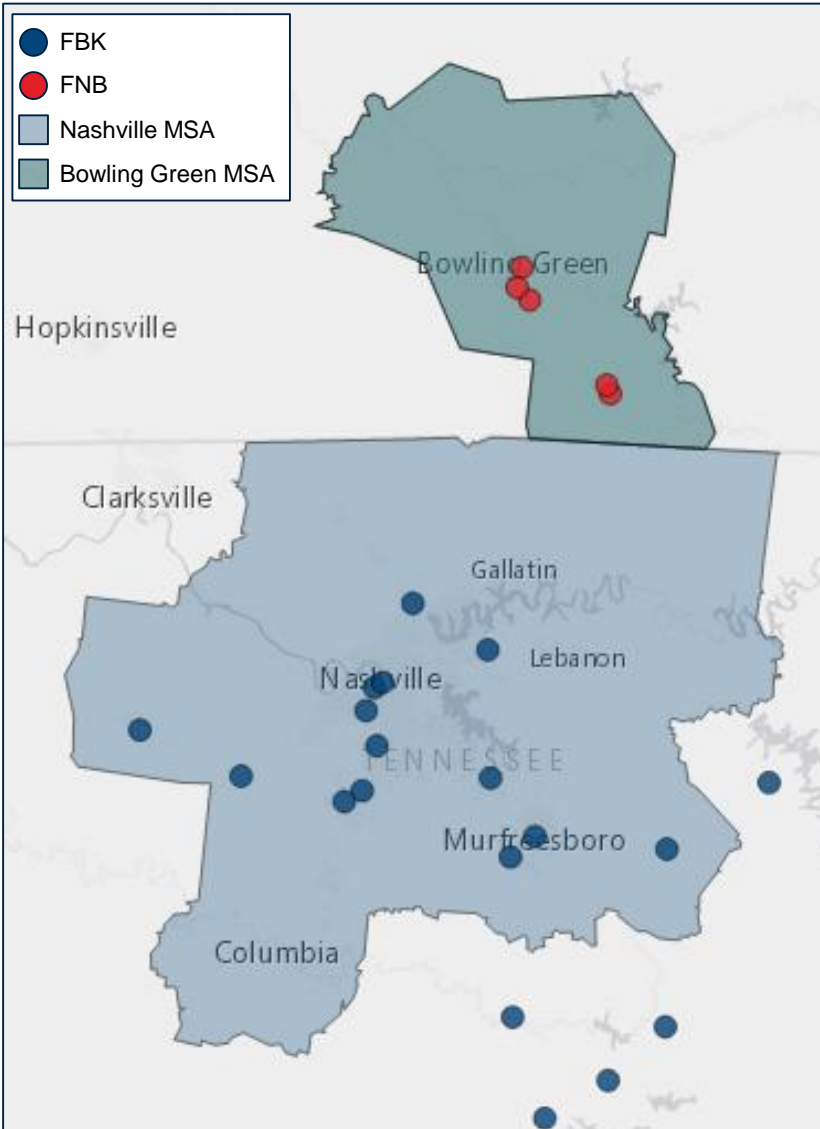 FBK
FNB
Nashville MSA
Bowling Green MSA
Bowling Green
Hopkinsville
Clarksville
Gallatin
Lebanon
Nashville
TENNESSEE
Murfreesboro
Columbia